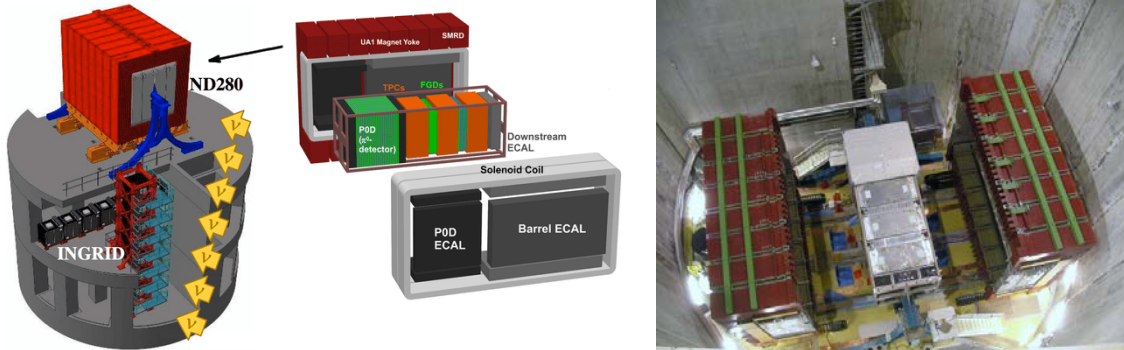 ND280
INGRID
ν
ν
ν
ν
ν
ν
ν
UA1 Magnet Yoke
SMRD
TPCs
FGDs
P0D
(π⁰-
detector)
Downstream
ECAL
Solenoid Coil
P0D
ECAL
Barrel ECAL